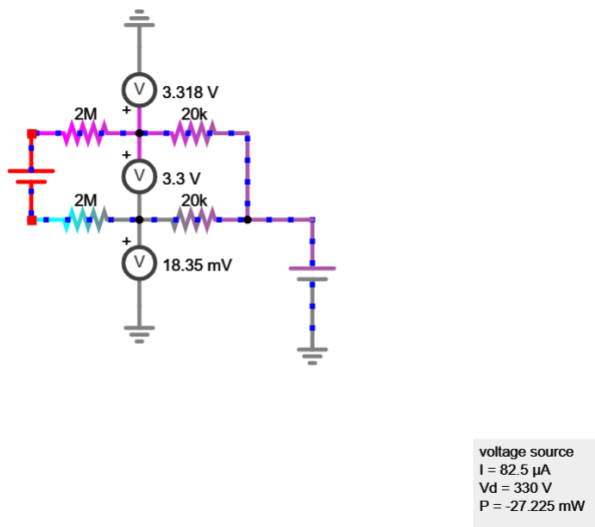 V
3.318 V
+
2M
20k
+
V
3.3 V
2M
20k
+
V
18.35 mV
voltage source
I = 82.5 µA
Vd = 330 V
P = -27.225 mW